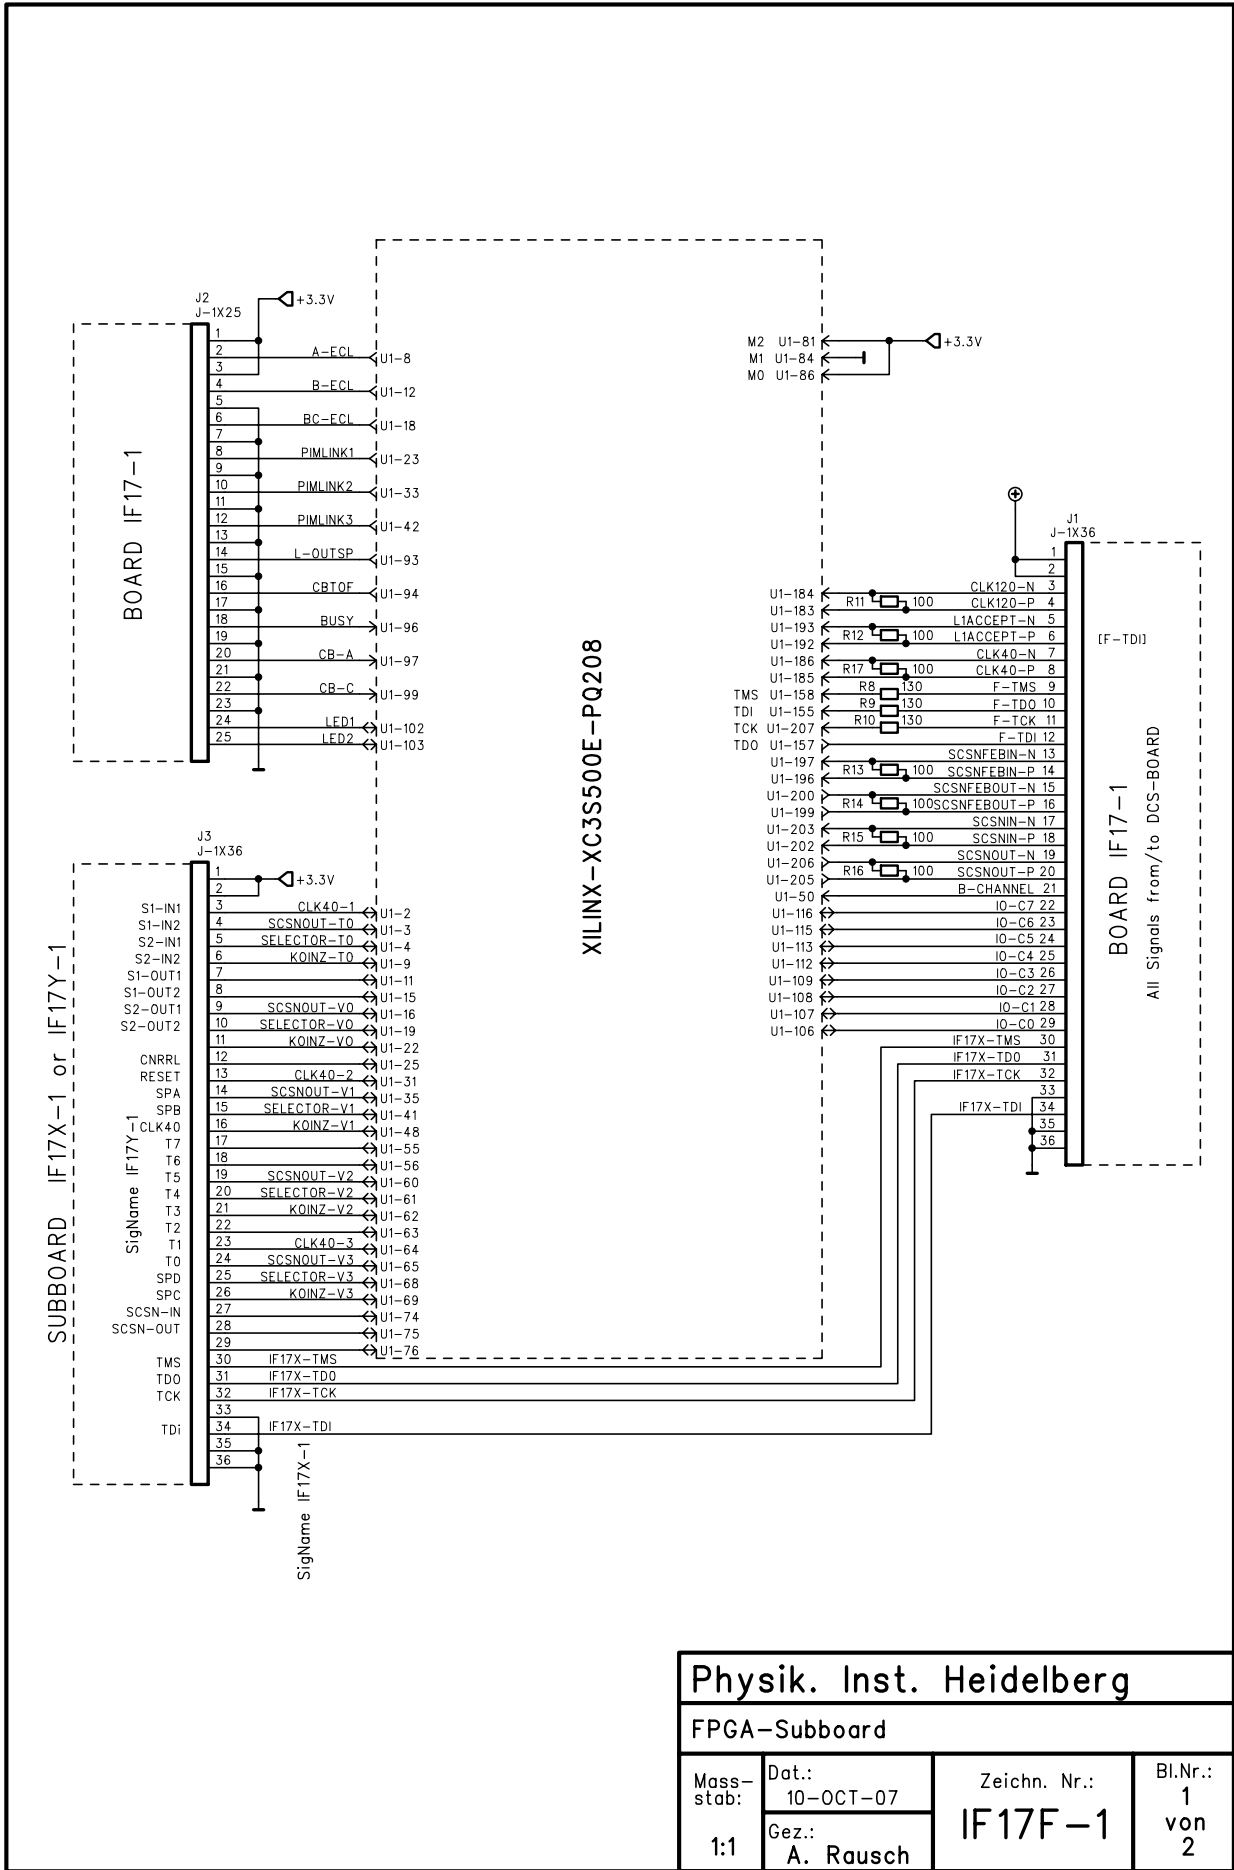 J2
J-1X25
+3.3V
BOARD IF17-1
1
2 A-ECL U1-8
3
4 B-ECL U1-12
5
6 BC-ECL U1-18
7
8 PIMLINK1 U1-23
9
10 PIMLINK2 U1-33
11
12 PIMLINK3 U1-42
13
14 L-OUTSP U1-93
15
16 CBTOF U1-94
17
18 BUSY U1-96
19
20 CB-A U1-97
21
22 CB-C U1-99
23
24 LED1 U1-102
25 LED2 U1-103
J3
J-1X36
+3.3V
SUBBOARD IF17X-1 or IF17Y-1
SigName IF17Y-1
1
2
S1-IN1 3 CLK40-1 U1-2
S1-IN2 4 SCSNOUT-T0 U1-3
S2-IN1 5 SELECTOR-T0 U1-4
S2-IN2 6 KOINZ-T0 U1-9
S1-OUT1 7 U1-11
S1-OUT2 8 U1-15
S2-OUT1 9 SCSNOUT-V0 U1-16
S2-OUT2 10 SELECTOR-V0 U1-19
11 KOINZ-V0 U1-22
CNRRL 12 U1-25
RESET 13 CLK40-2 U1-31
SPA 14 SCSNOUT-V1 U1-35
SPB 15 SELECTOR-V1 U1-41
CLK40 16 KOINZ-V1 U1-48
T7 17 U1-55
T6 18 U1-56
T5 19 SCSNOUT-V2 U1-60
T4 20 SELECTOR-V2 U1-61
T3 21 KOINZ-V2 U1-62
T2 22 U1-63
T1 23 CLK40-3 U1-64
T0 24 SCSNOUT-V3 U1-65
SPD 25 SELECTOR-V3 U1-68
SPC 26 KOINZ-V3 U1-69
SCSN-IN 27 U1-74
SCSN-OUT 28 U1-75
29 U1-76
TMS 30 IF17X-TMS
TDO 31 IF17X-TDO
TCK 32 IF17X-TCK
33
TDi 34 IF17X-TDI
35
36
SigName IF17X-1
XILINX-XC3S500E-PQ208
M2 U1-81 +3.3V
M1 U1-84
M0 U1-86
J1
J-1X36
1
2
U1-184 CLK120-N 3
R11 100
U1-183 CLK120-P 4
U1-193 L1ACCEPT-N 5
R12 100
U1-192 L1ACCEPT-P 6
U1-186 CLK40-N 7
R17 100
U1-185 CLK40-P 8
TMS U1-158 R8 130 F-TMS 9
TDI U1-155 R9 130 F-TDO 10
TCK U1-207 R10 130 F-TCK 11
TDO U1-157 F-TDI 12
U1-197 SCSNFEBIN-N 13
R13 100
U1-196 SCSNFEBIN-P 14
U1-200 SCSNFEBOUT-N 15
R14 100
U1-199 SCSNFEBOUT-P 16
U1-203 SCSNIN-N 17
R15 100
U1-202 SCSNIN-P 18
U1-206 SCSNOUT-N 19
R16 100
U1-205 SCSNOUT-P 20
U1-50 B-CHANNEL 21
U1-116 IO-C7 22
U1-115 IO-C6 23
U1-113 IO-C5 24
U1-112 IO-C4 25
U1-109 IO-C3 26
U1-108 IO-C2 27
U1-107 IO-C1 28
U1-106 IO-C0 29
IF17X-TMS 30
IF17X-TDO 31
IF17X-TCK 32
33
IF17X-TDI 34
35
36
[F-TDI]
BOARD IF17-1
All Signals from/to DCS-BOARD
Physik. Inst. Heidelberg
FPGA-Subboard
Mass-
stab:
1:1
Dat.:
10-OCT-07
Gez.:
A. Rausch
Zeichn. Nr.:
IF17F-1
Bl.Nr.:
1
von
2